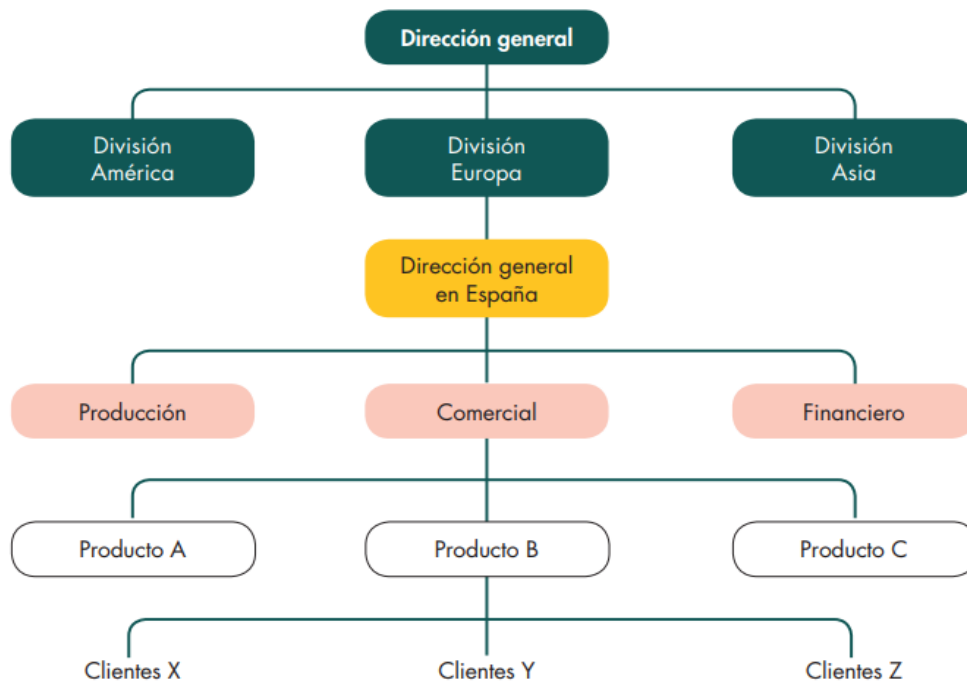 Dirección general
División
América
División
Europa
División
Asia
Dirección general
en España
Producción
Comercial
Financiero
Producto A
Producto B
Producto C
Clientes X
Clientes Y
Clientes Z